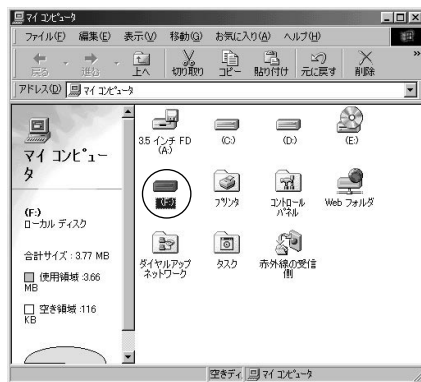 マイ コンピュータ
ファイル(F) 編集(E) 表示(V) 移動(G) お気に入り(A) ヘルプ(H)
戻る 進む 上へ 切り取り コピー 貼り付け 元に戻す 削除 »
アドレス(D) マイ コンピュータ
マイ コンピュー
タ
(F:)
ローカル ディスク
合計サイズ : 3.77 MB
使用領域 :3.66
MB
空き領域 :116
KB
3.5 インチ FD
(A:)
(C:)
(D:)
(E:)
(F:)
プリンタ
コントロール
パネル
Web フォルダ
ダイヤルアップ
ネットワーク
タスク
赤外線の受信
側
空きディ マイ コンピュータ